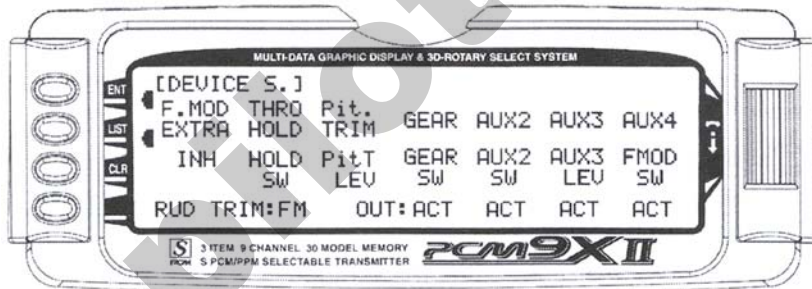 MULTI-DATA GRAPHIC DISPLAY & 3D-ROTARY SELECT SYSTEM
ENT
LIST
CLR
[DEVICE S.]
F.MOD THRO Pit. GEAR AUX2 AUX3 AUX4
EXTRA HOLD TRIM
INH HOLD PitT GEAR AUX2 AUX3 FMOD
SW LEV SW SW LEV SW
RUD TRIM:FM OUT: ACT ACT ACT ACT
S ROM 3 ITEM 9 CHANNEL 30 MODEL MEMORY
S PCM/PPM SELECTABLE TRANSMITTER
PCM9XII
pilot